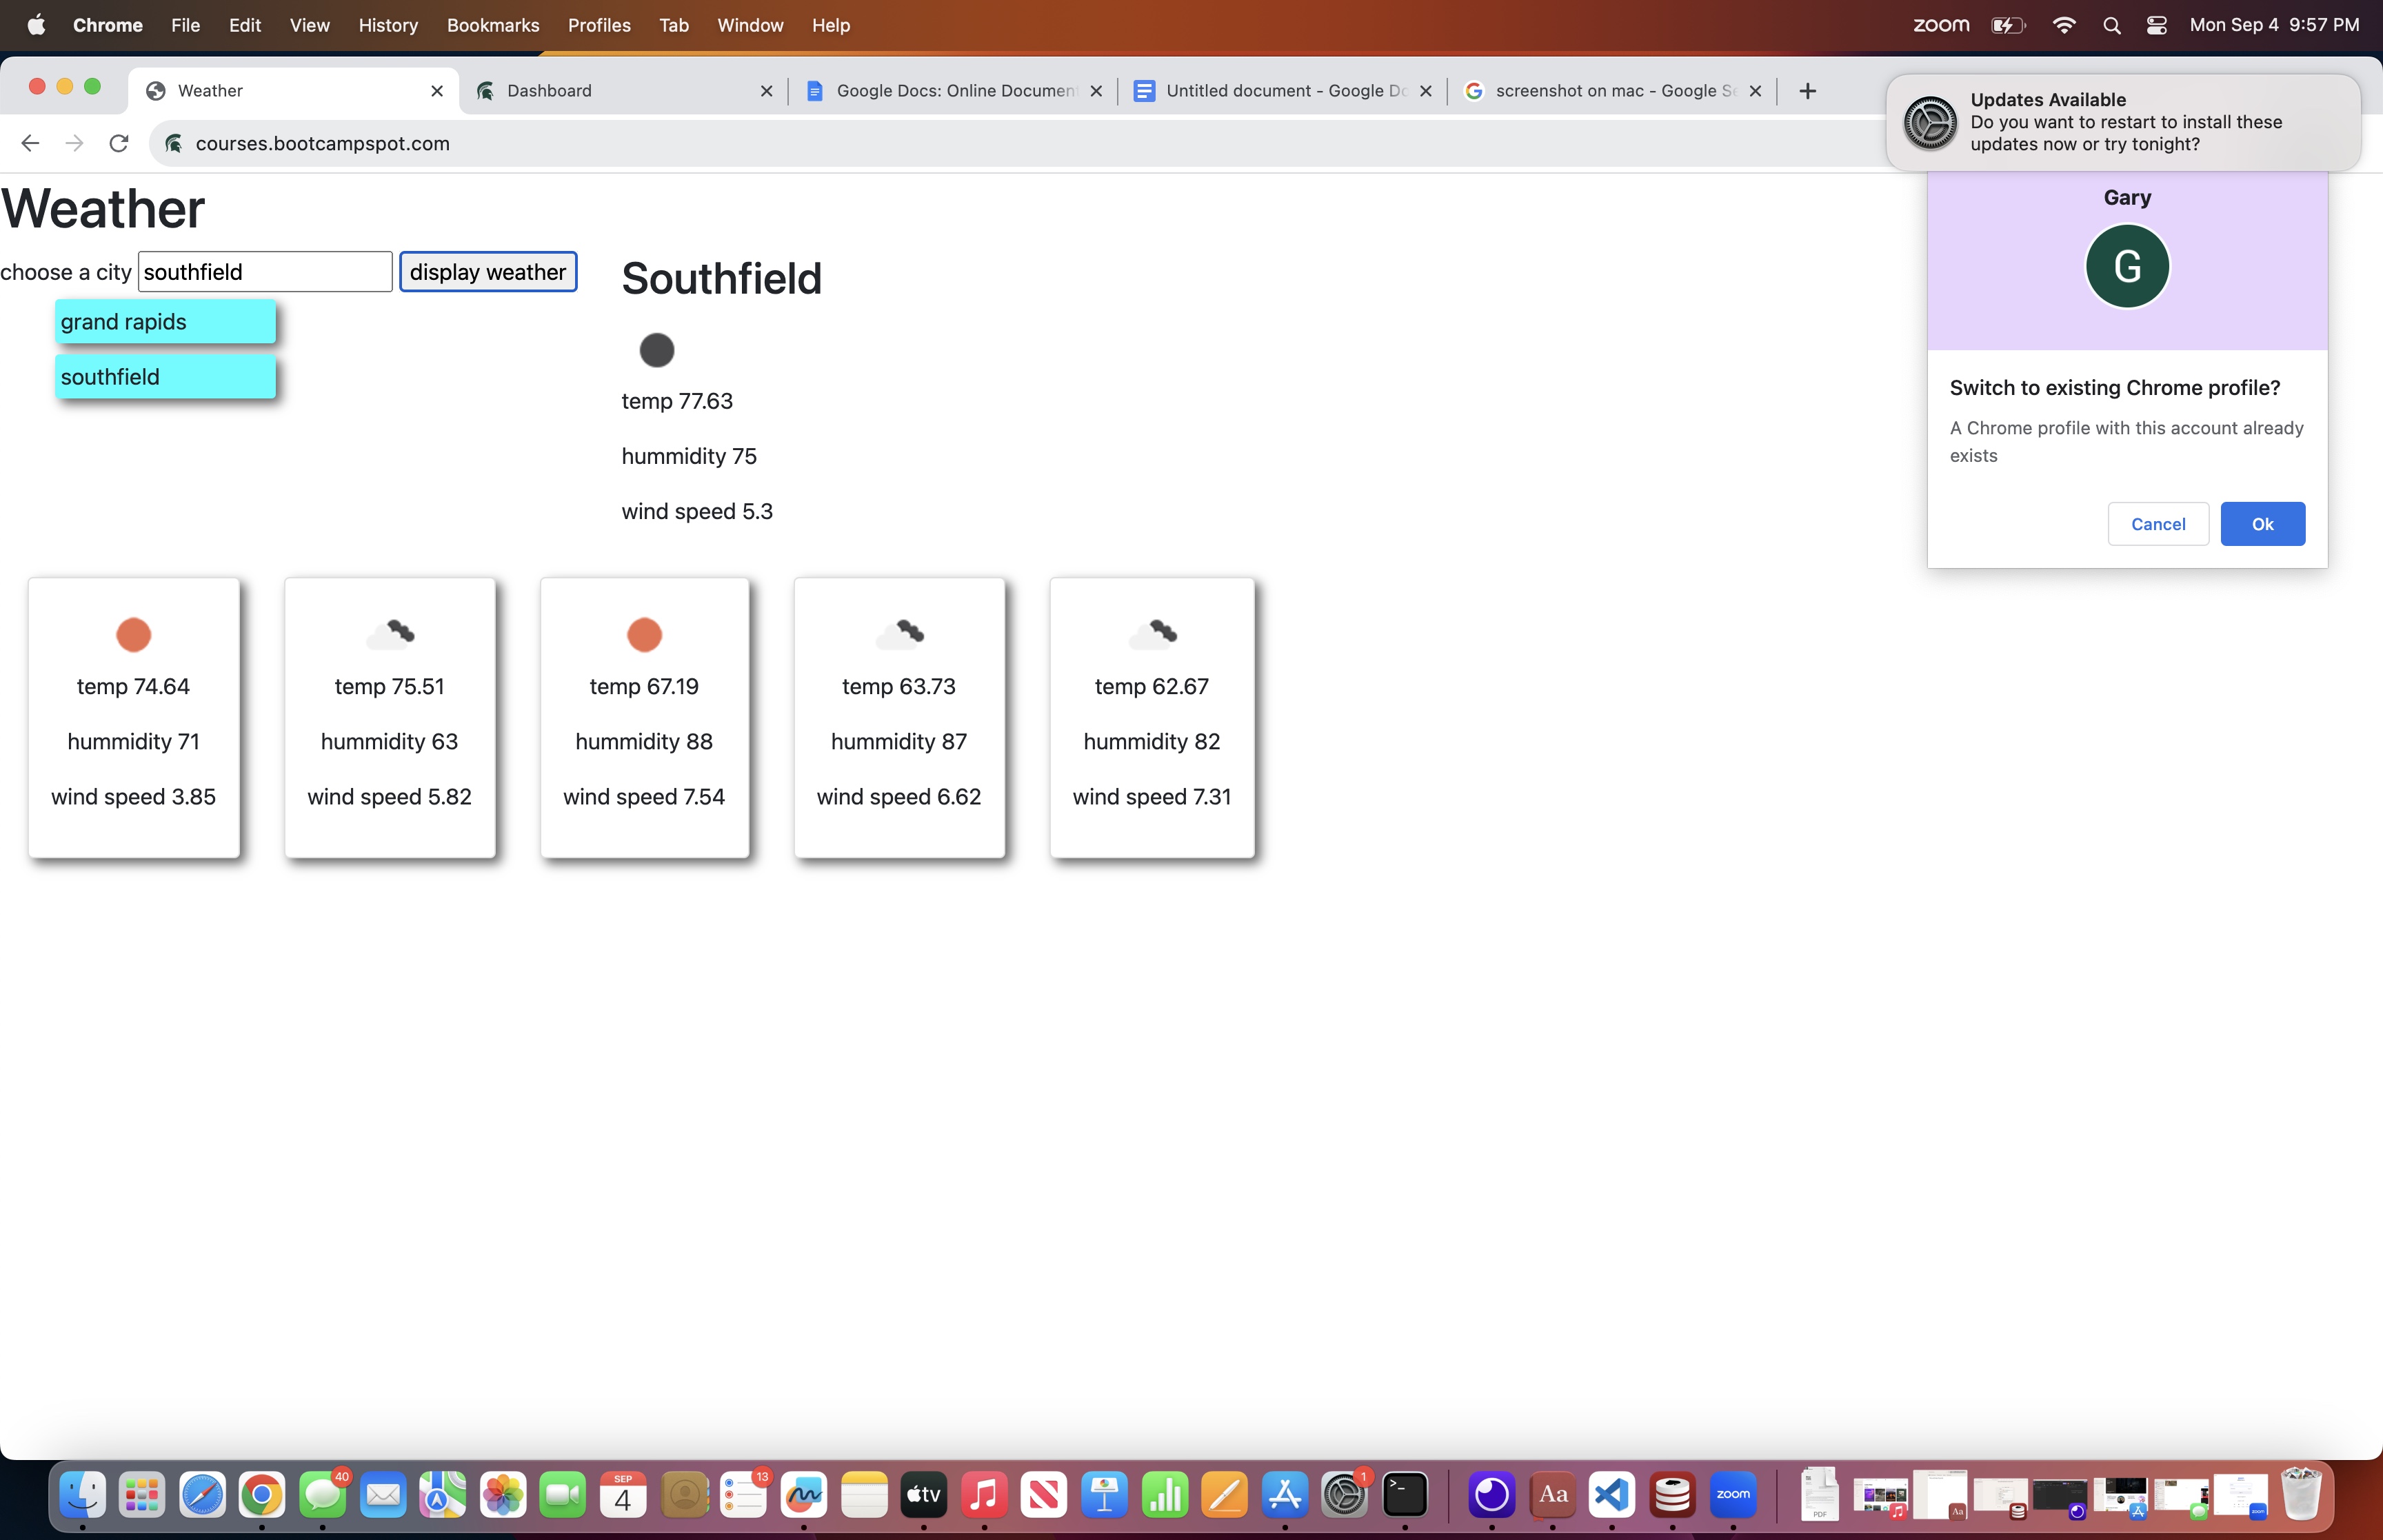 Chrome File Edit View History Bookmarks Profiles Tab Window Help
zoom Mon Sep 4 9:57 PM
Weather
Dashboard
Google Docs: Online Documen
Untitled document - Google Do
screenshot on mac - Google Se
courses.bootcampspot.com
Updates Available
Do you want to restart to install these
updates now or try tonight?
Gary
G
Switch to existing Chrome profile?
A Chrome profile with this account already
exists
Cancel
Ok
Weather
choose a city southfield display weather
grand rapids
southfield
Southfield
temp 77.63
hummidity 75
wind speed 5.3
temp 74.64
hummidity 71
wind speed 3.85
temp 75.51
hummidity 63
wind speed 5.82
temp 67.19
hummidity 88
wind speed 7.54
temp 63.73
hummidity 87
wind speed 6.62
temp 62.67
hummidity 82
wind speed 7.31
40
SEP
4
13
tv
1
>_
Aa
zoom
PDF